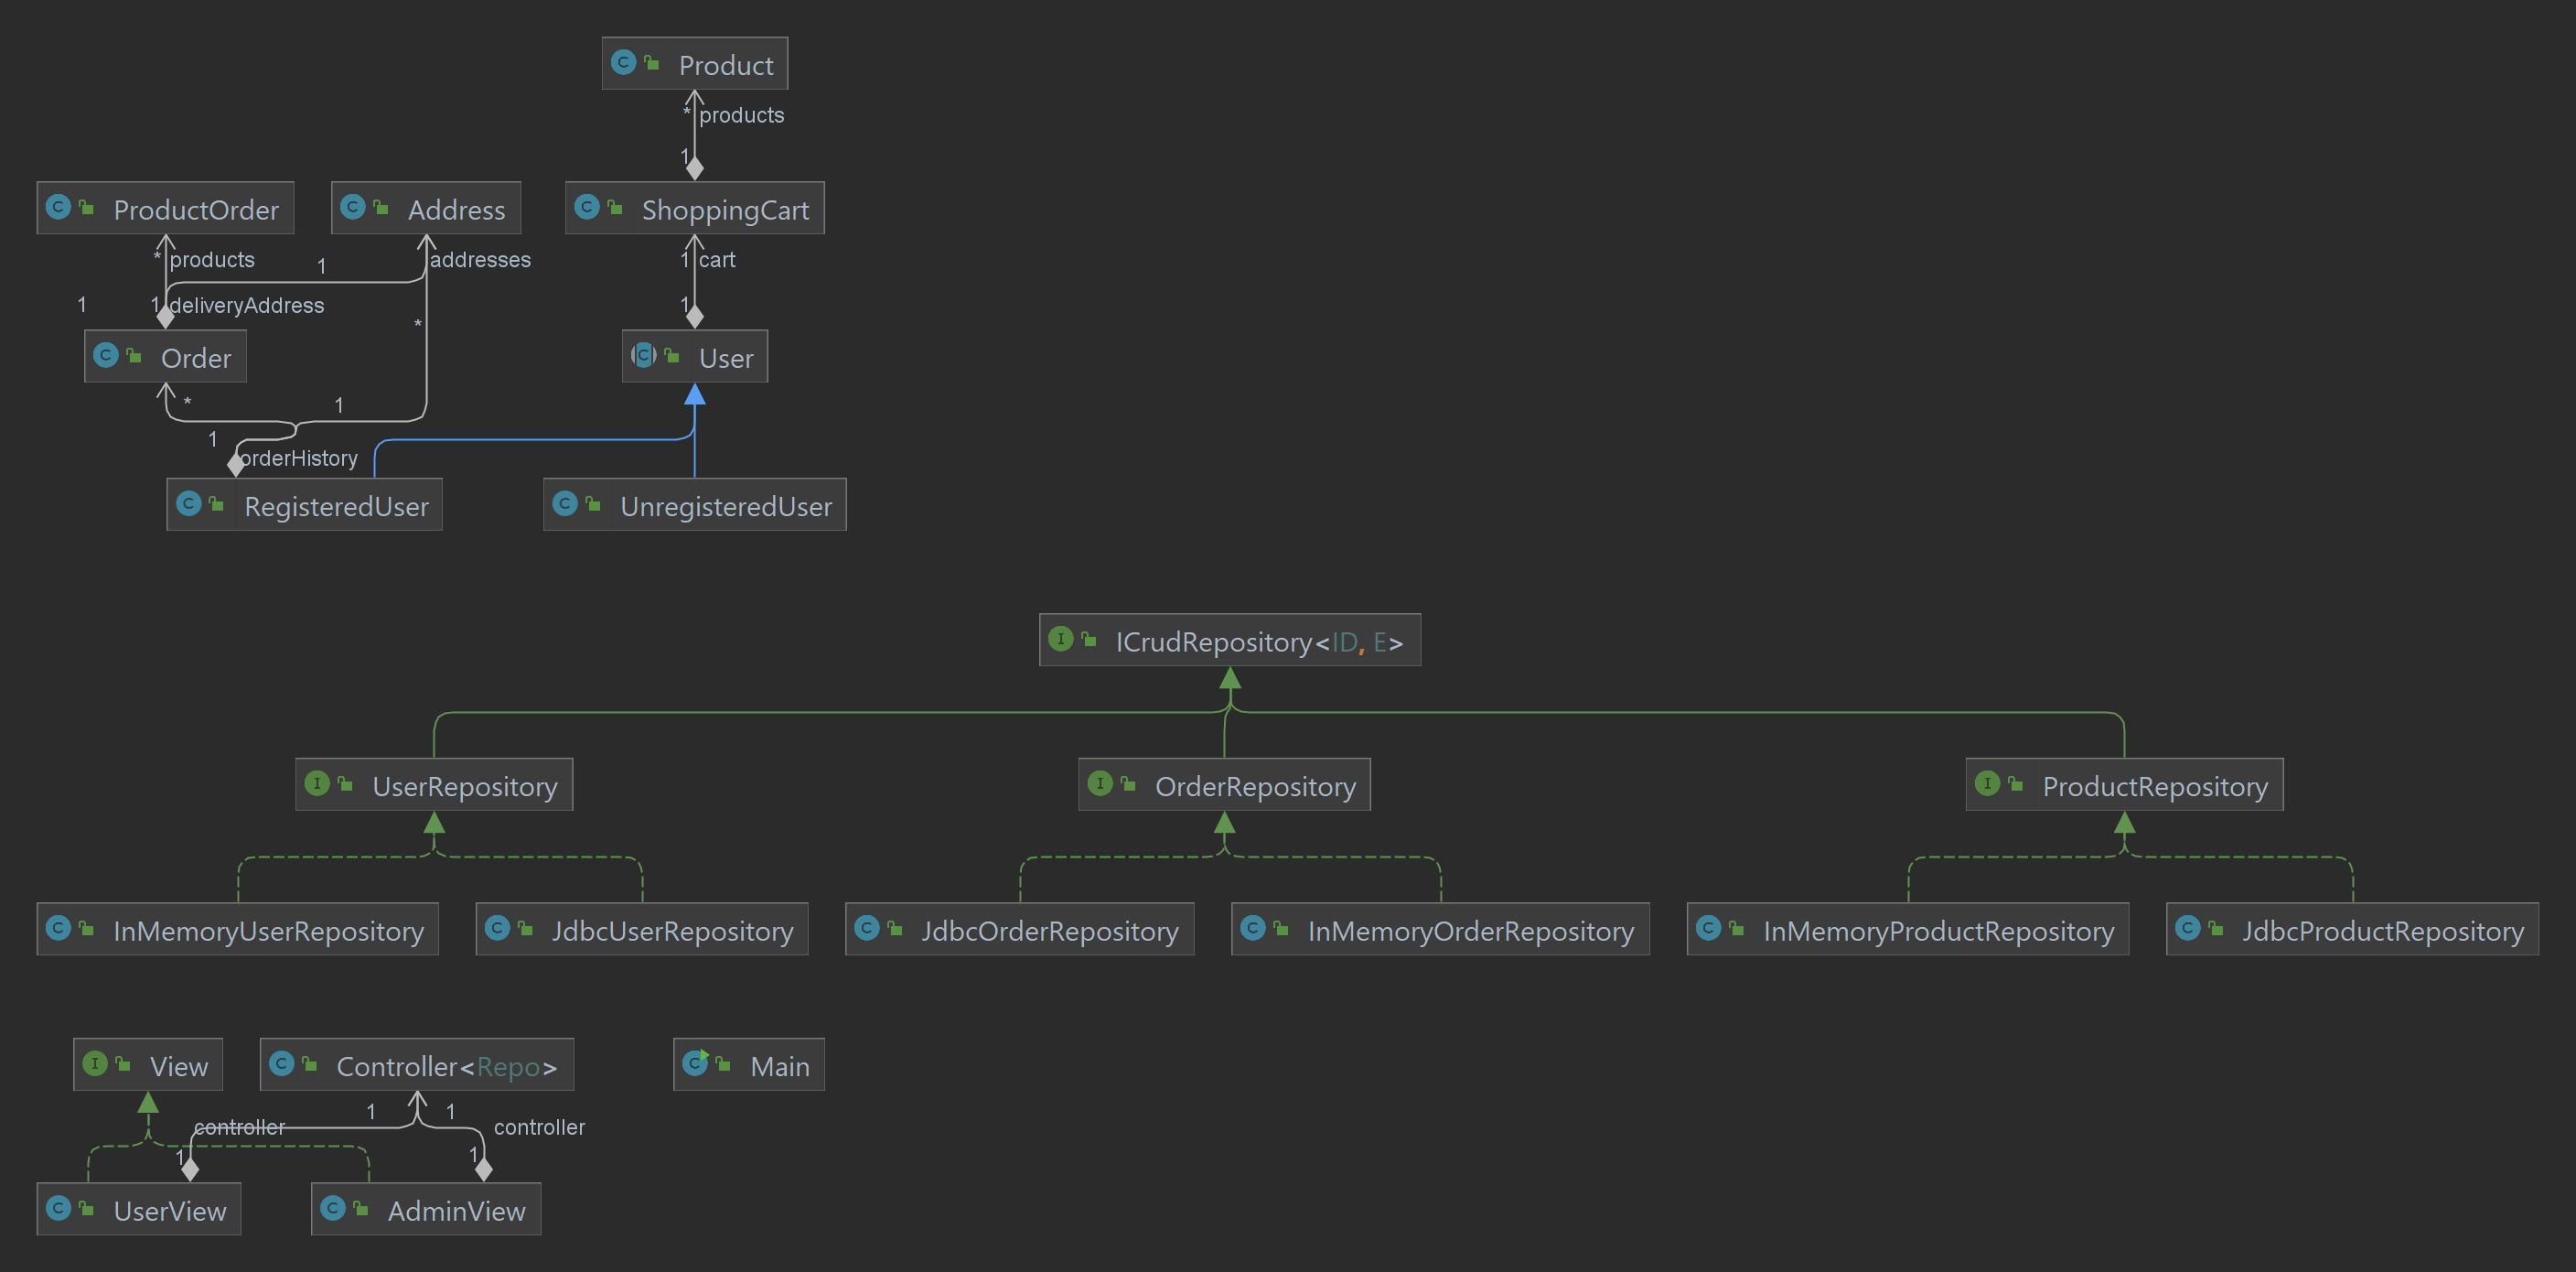 Product
* products
1
ProductOrder
Address
ShoppingCart
* products
1
addresses
1 cart
1
1 deliveryAddress
*
1
Order
User
*
1
1
orderHistory
RegisteredUser
UnregisteredUser
ICrudRepository<ID, E>
UserRepository
OrderRepository
ProductRepository
InMemoryUserRepository
JdbcUserRepository
JdbcOrderRepository
InMemoryOrderRepository
InMemoryProductRepository
JdbcProductRepository
View
Controller<Repo>
Main
1
1
controller
controller
1
1
UserView
AdminView